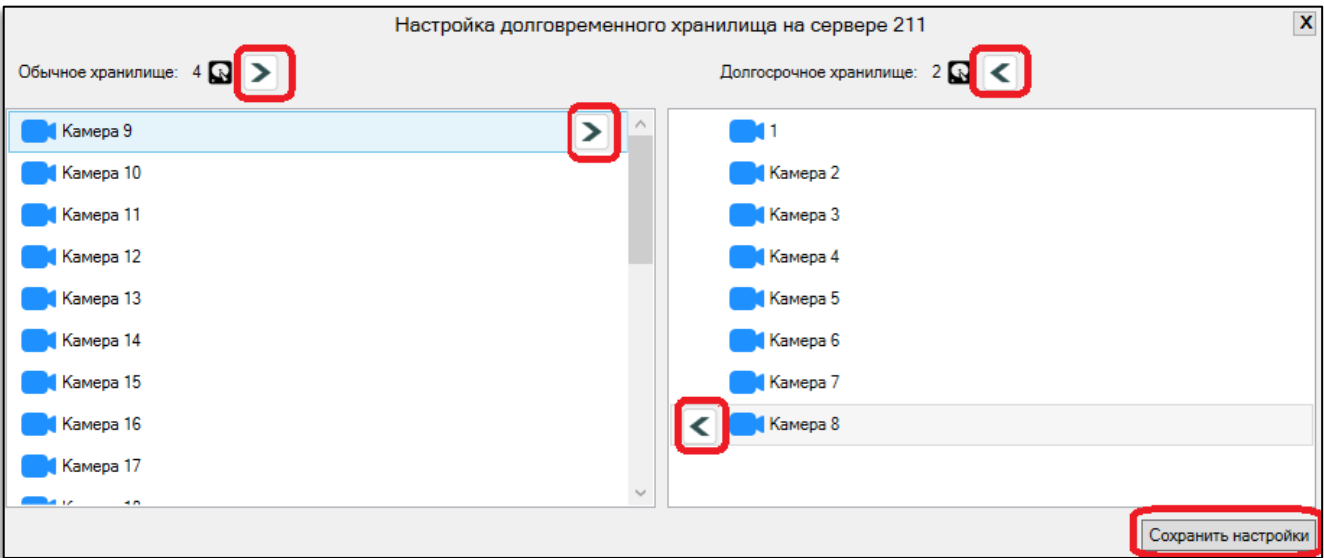 Настройка долговременного хранилища на сервере 211
X
Обычное хранилище: 4
Долгосрочное хранилище: 2
Камера 9
Камера 10
Камера 11
Камера 12
Камера 13
Камера 14
Камера 15
Камера 16
Камера 17
1
Камера 2
Камера 3
Камера 4
Камера 5
Камера 6
Камера 7
Камера 8
Сохранить настройки